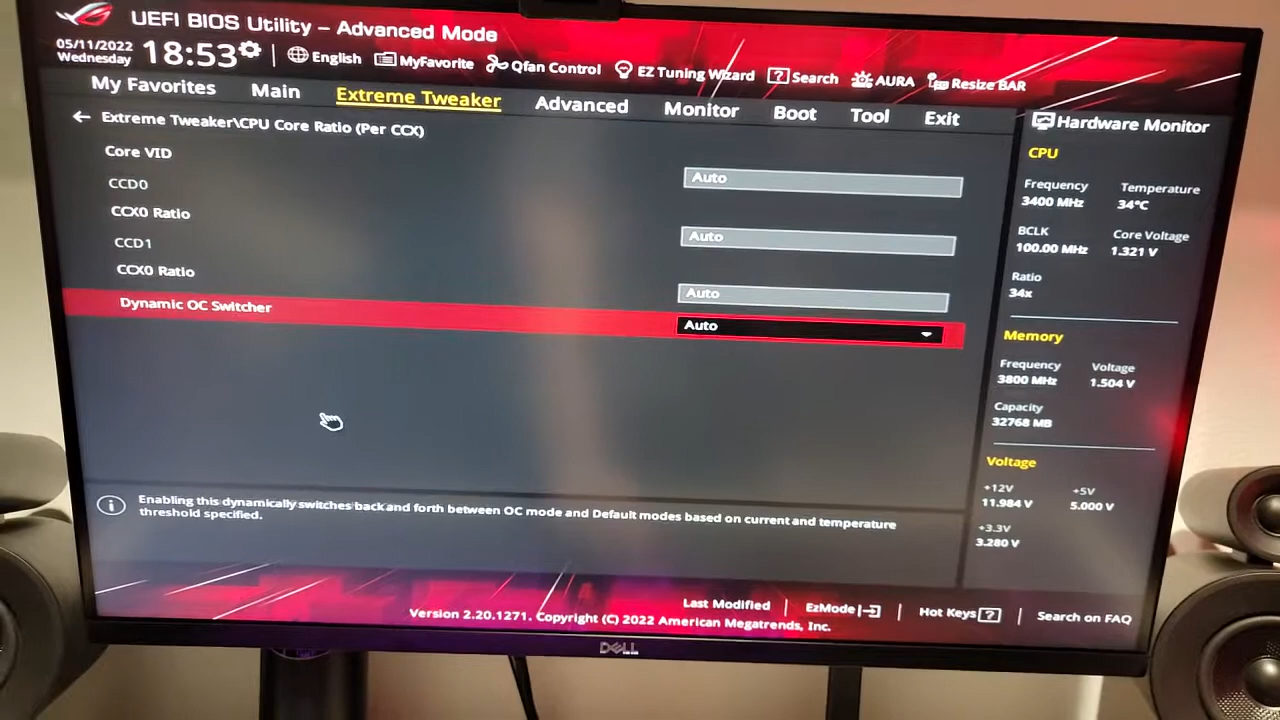 UEFI BIOS Utility – Advanced Mode
05/11/2022
Wednesday
18:53
English
MyFavorite
Qfan Control
EZ Tuning Wizard
? Search
AURA
Resize BAR
My Favorites
Main
Extreme Tweaker
Advanced
Monitor
Boot
Tool
Exit
Extreme Tweaker\CPU Core Ratio (Per CCX)
Core VID
Auto
CCD0
CCX0 Ratio
Auto
CCD1
CCX0 Ratio
Auto
Dynamic OC Switcher
Auto
Enabling this dynamically switches back and forth between OC mode and Default modes based on current and temperature
threshold specified.
Hardware Monitor
CPU
Frequency
Temperature
3400 MHz
34°C
BCLK
Core Voltage
100.00 MHz
1.321 V
Ratio
34x
Memory
Frequency
Voltage
3800 MHz
1.504 V
Capacity
32768 MB
Voltage
+12V
+5V
11.984 V
5.000 V
+3.3V
3.280 V
Last Modified
EzMode
Hot Keys ?
Search on FAQ
Version 2.20.1271. Copyright (C) 2022 American Megatrends, Inc.
DELL